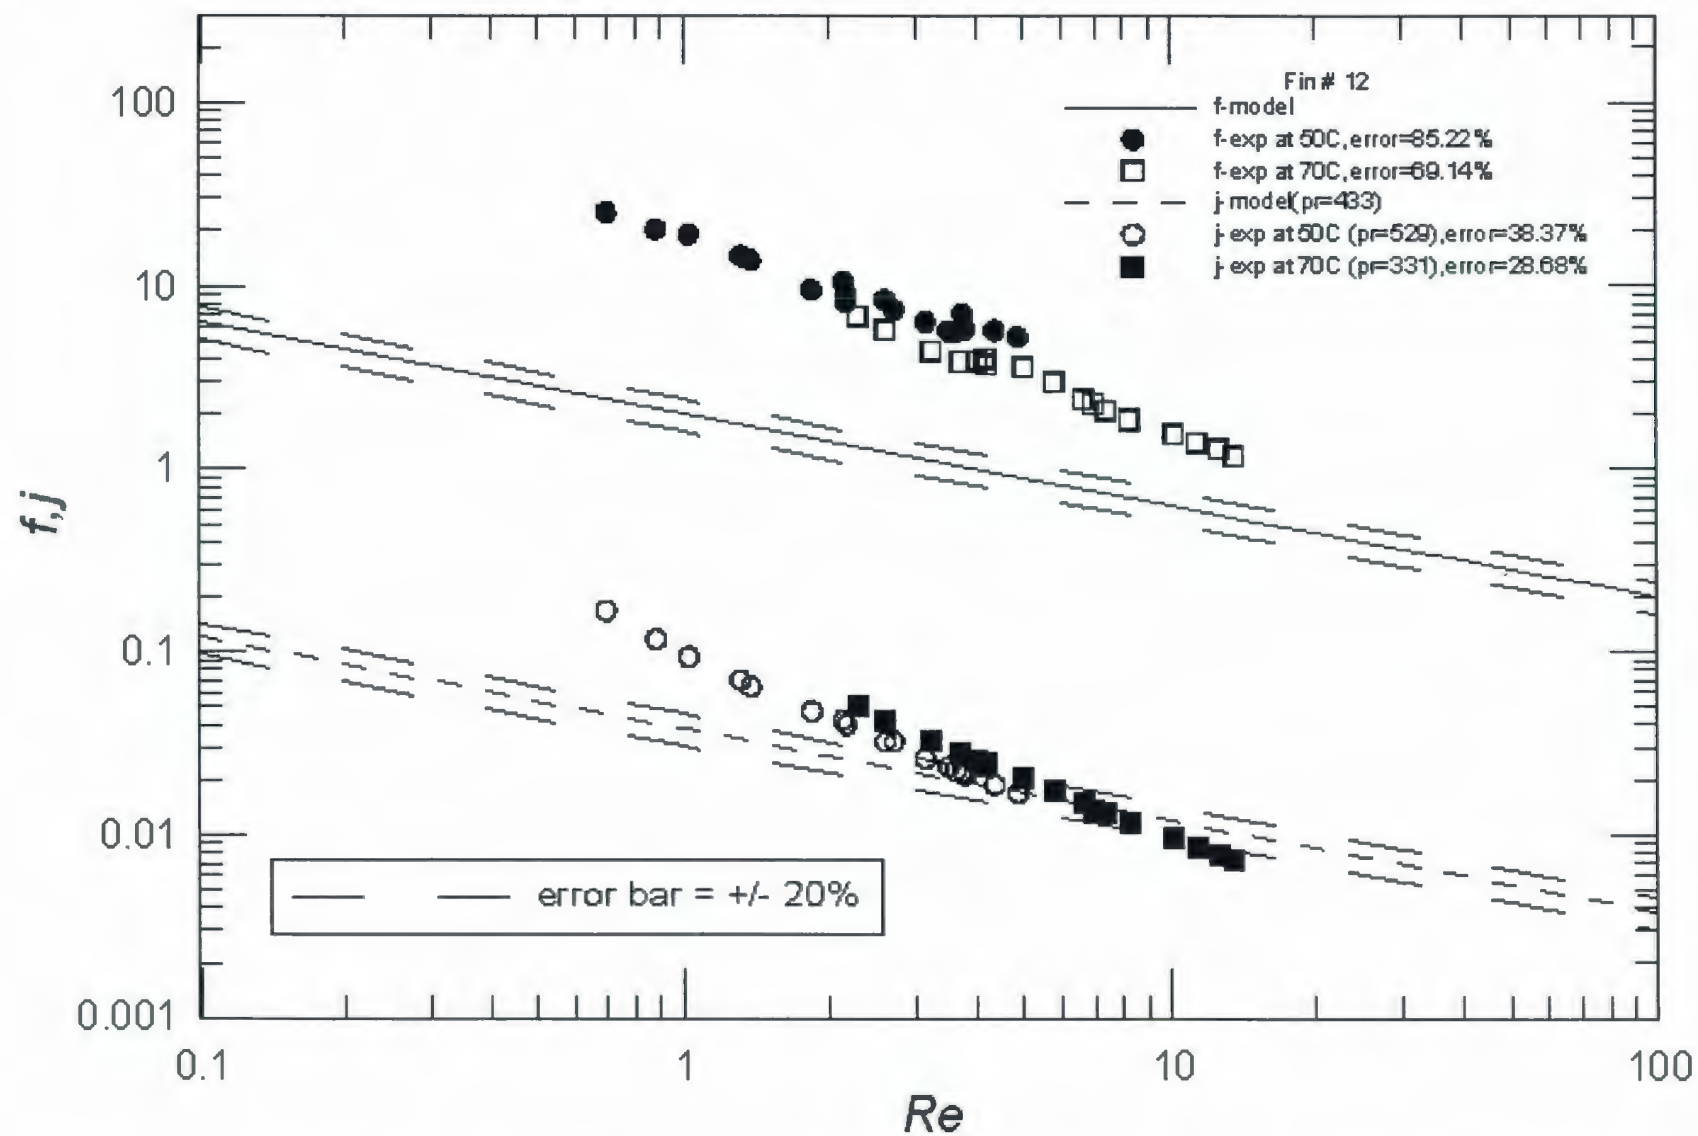 Fin # 12
f-model
f-exp at 50C,error=85.22%
f-exp at 70C,error=69.14%
j-model(pr=433)
j-exp at 50C (pr=529),error=38.37%
j-exp at 70C (pr=331),error=28.68%
100
10
1
0.1
0.01
0.001
f,j
error bar = +/- 20%
0.1
1
10
100
Re